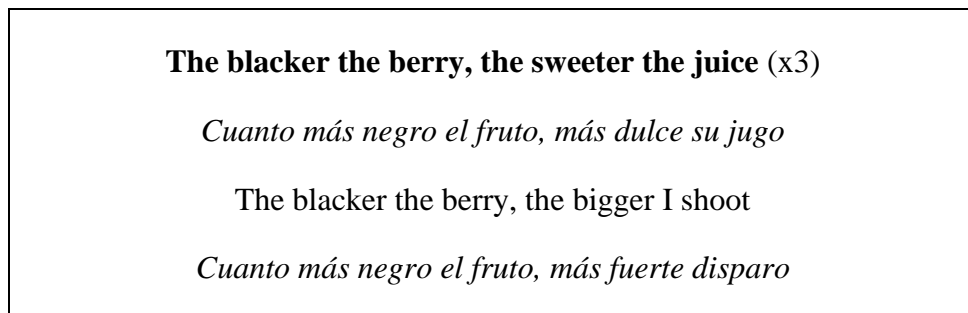 The blacker the berry, the sweeter the juice (x3)
Cuanto más negro el fruto, más dulce su jugo
The blacker the berry, the bigger I shoot
Cuanto más negro el fruto, más fuerte disparo